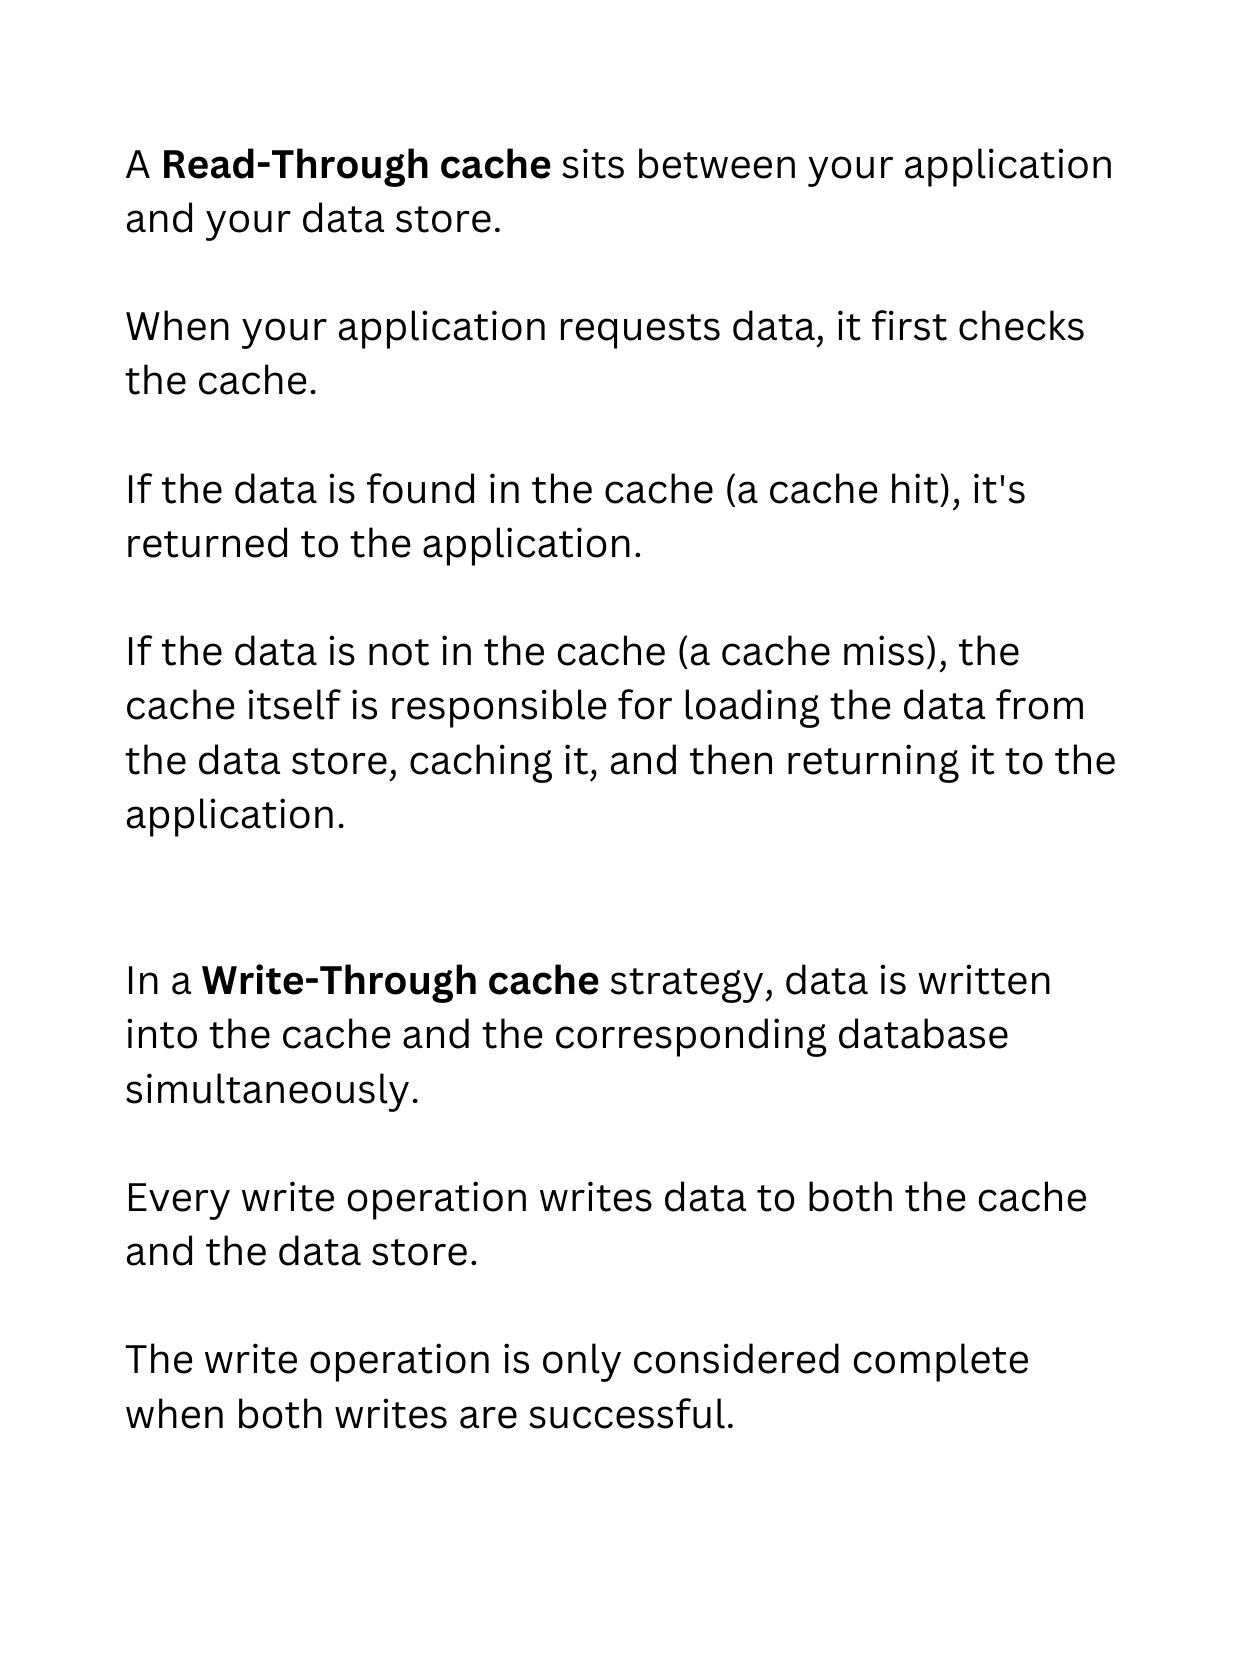 A Read-Through cache sits between your application
and your data store.
When your application requests data, it first checks
the cache.
If the data is found in the cache (a cache hit), it's
returned to the application.
If the data is not in the cache (a cache miss), the
cache itself is responsible for loading the data from
the data store, caching it, and then returning it to the
application.
In a Write-Through cache strategy, data is written
into the cache and the corresponding database
simultaneously.
Every write operation writes data to both the cache
and the data store.
The write operation is only considered complete
when both writes are successful.